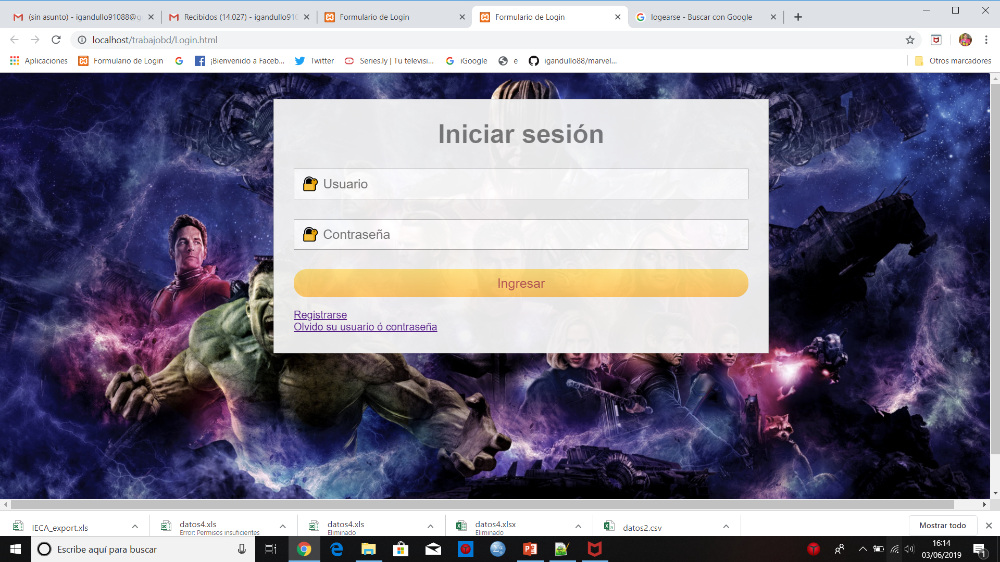 (sin asunto) - igandullo91088@g
Recibidos (14.027) - igandullo910
Formulario de Login
Formulario de Login
logearse - Buscar con Google
localhost/trabajobd/Login.html
Aplicaciones
Formulario de Login
¡Bienvenido a Faceb...
Twitter
Series.ly | Tu televisi...
iGoogle
e
igandullo88/marvel...
Otros marcadores
Iniciar sesión
Usuario
Contraseña
Ingresar
Registrarse
Olvido su usuario ó contraseña
IECA_export.xls
datos4.xls
Error: Permisos insuficientes
datos4.xls
Eliminado
datos4.xlsx
Eliminado
datos2.csv
Mostrar todo
Escribe aquí para buscar
16:14
03/06/2019
1